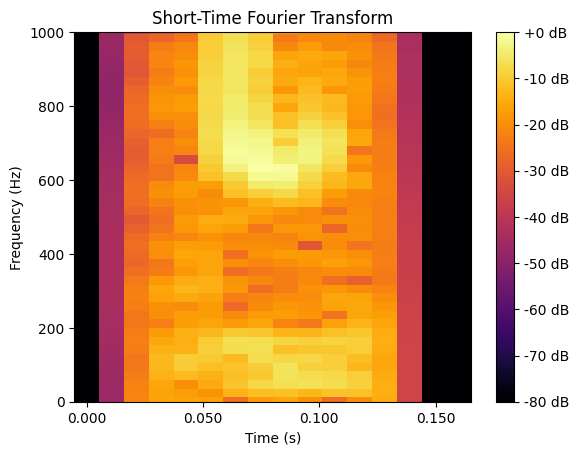 Short-Time Fourier Transform
1000
800
600
400
200
0
Frequency (Hz)
0.000
0.050
0.100
0.150
Time (s)
+0 dB
-10 dB
-20 dB
-30 dB
-40 dB
-50 dB
-60 dB
-70 dB
-80 dB